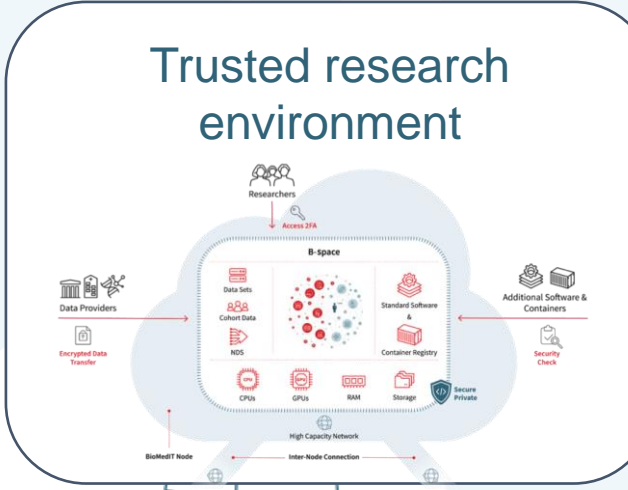 Trusted research
environment
Researchers
Access 2FA
B-space
Data Sets
Cohort Data
NDS
Standard Software
&
Container Registry
CPU
CPUs
GPU
GPUs
RAM
Storage
Secure
Private
Data Providers
Encrypted Data
Transfer
Additional Software &
Containers
Security
Check
High Capacity Network
BioMedIT Node
Inter-Node Connection